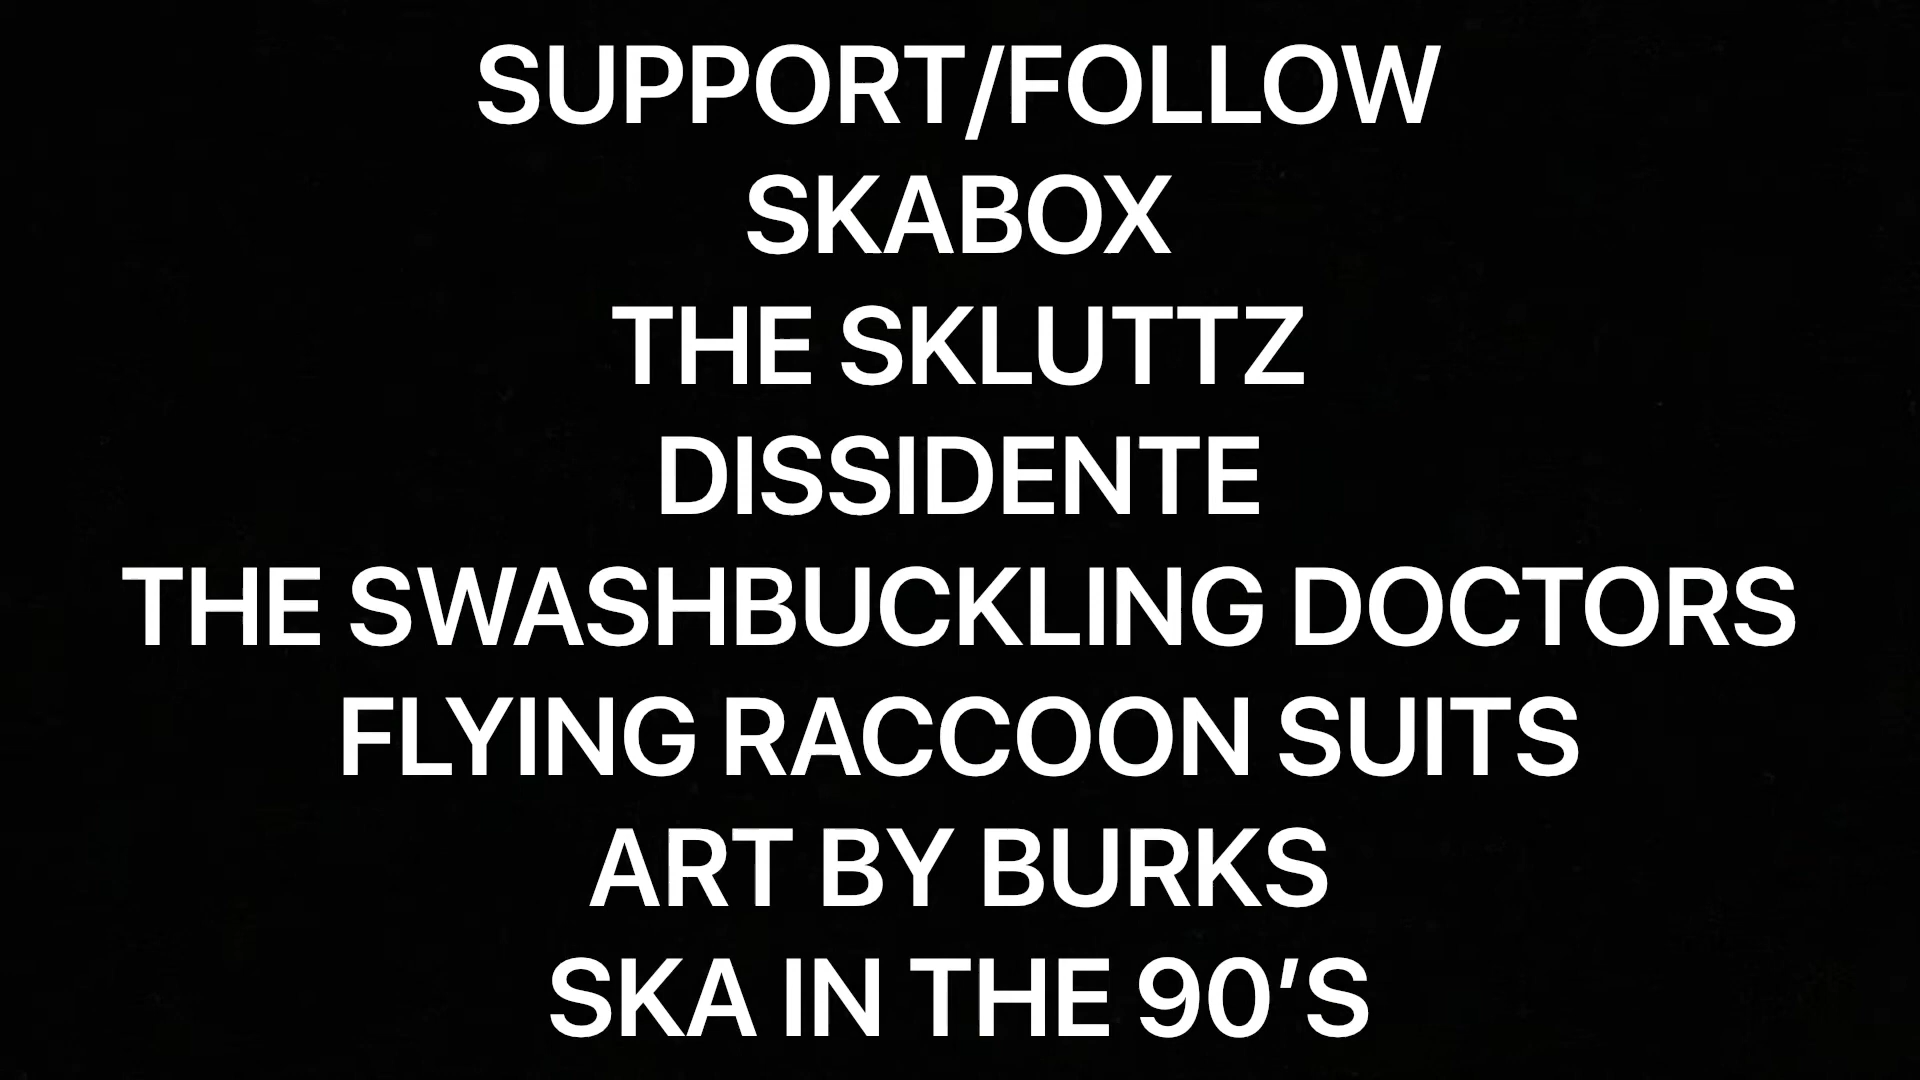 SUPPORT/FOLLOW
SKABOX
THE SKLUTTZ
DISSIDENTE
THE SWASHBUCKLING DOCTORS
FLYING RACCOON SUITS
ART BY BURKS
SKA IN THE 90’S